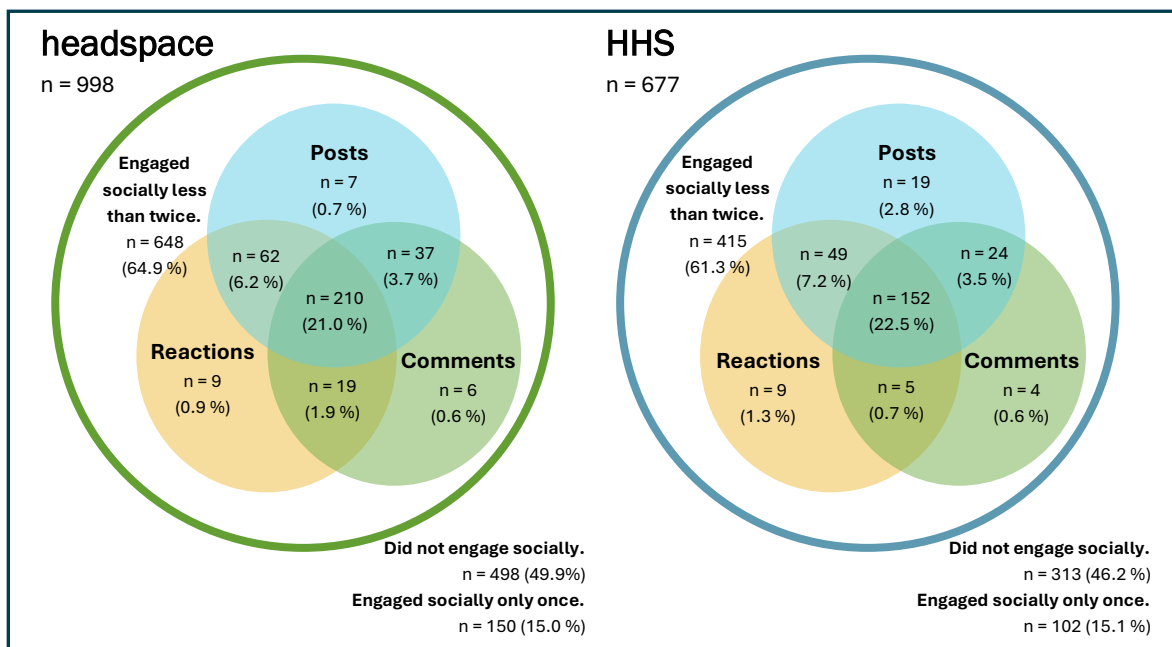 headspace
n = 998
Engaged
socially less
than twice.
n = 648
(64.9 %)
Posts
n = 7
(0.7 %)
n = 62
(6.2 %)
n = 37
(3.7 %)
n = 210
(21.0 %)
Reactions
n = 9
(0.9 %)
n = 19
(1.9 %)
Comments
n = 6
(0.6 %)
Did not engage socially.
n = 498 (49.9%)
Engaged socially only once.
n = 150 (15.0 %)
HHS
n = 677
Engaged
socially less
than twice.
n = 415
(61.3 %)
Posts
n = 19
(2.8 %)
n = 49
(7.2 %)
n = 24
(3.5 %)
n = 152
(22.5 %)
Reactions
n = 9
(1.3 %)
n = 5
(0.7 %)
Comments
n = 4
(0.6 %)
Did not engage socially.
n = 313 (46.2 %)
Engaged socially only once.
n = 102 (15.1 %)